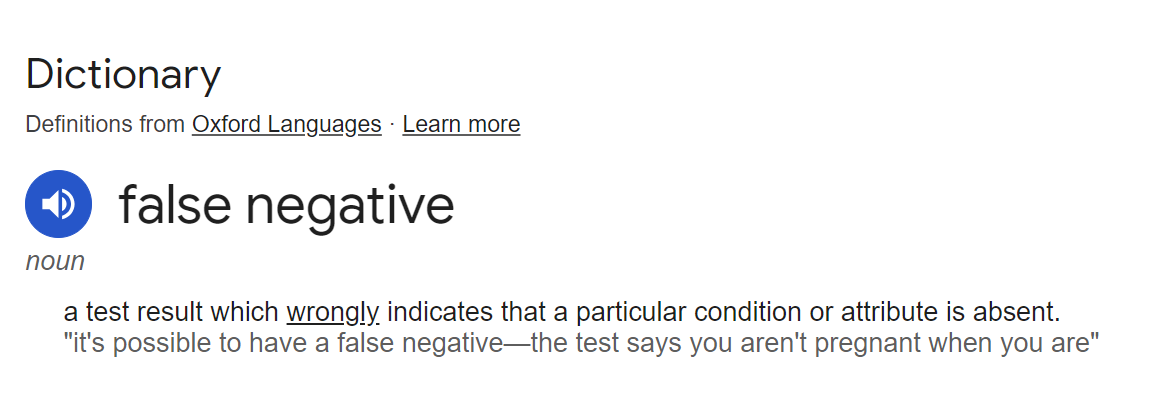 Dictionary
Definitions from Oxford Languages · Learn more
false negative
noun
a test result which wrongly indicates that a particular condition or attribute is absent.
"it's possible to have a false negative—the test says you aren't pregnant when you are"